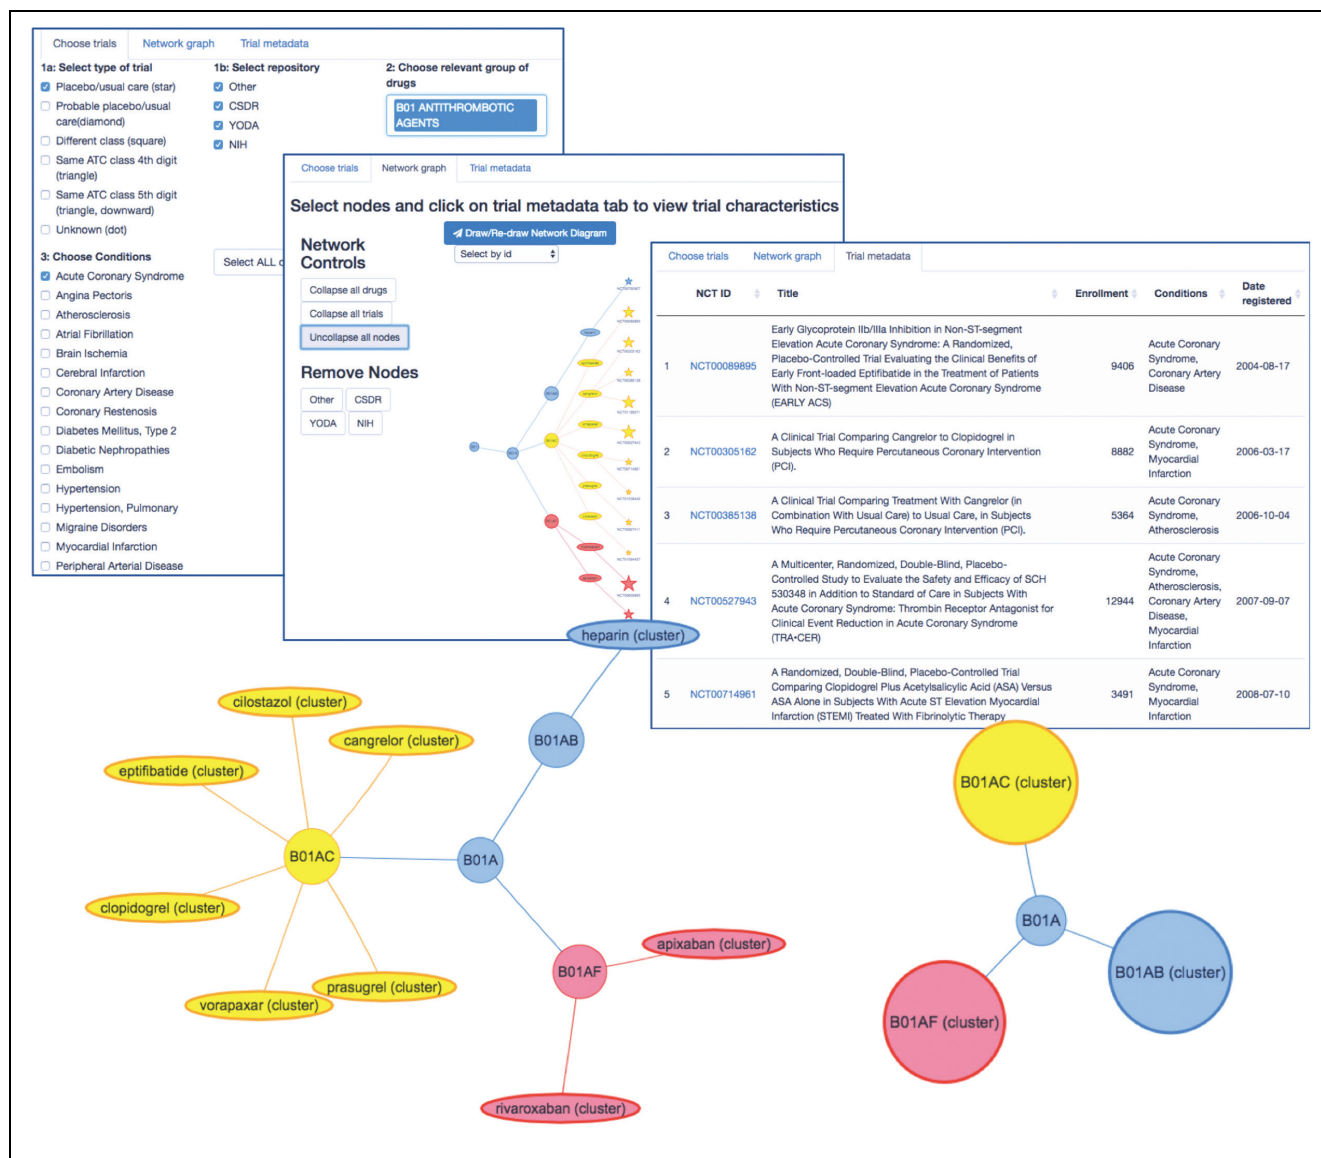 Choose trials
Network graph
Trial metadata
1a: Select type of trial
Placebo/usual care (star)
Probable placebo/usual
care(diamond)
Different class (square)
Same ATC class 4th digit
(triangle)
Same ATC class 5th digit
(triangle, downward)
Unknown (dot)
1b: Select repository
Other
CSDR
YODA
NIH
2: Choose relevant group of
drugs
B01 ANTITHROMBOTIC
AGENTS
3: Choose Conditions
Select ALL
Acute Coronary Syndrome
Angina Pectoris
Atherosclerosis
Atrial Fibrillation
Brain Ischemia
Cerebral Infarction
Coronary Artery Disease
Coronary Restenosis
Diabetes Mellitus, Type 2
Diabetic Nephropathies
Embolism
Hypertension
Hypertension, Pulmonary
Migraine Disorders
Myocardial Infarction
Peripheral Arterial Disease
Choose trials
Network graph
Trial metadata
Select nodes and click on trial metadata tab to view trial characteristics
Draw/Re-draw Network Diagram
Select by id
Network
Controls
Collapse all drugs
Collapse all trials
Uncollapse all nodes
Remove Nodes
Other
CSDR
YODA
NIH
Choose trials
Network graph
Trial metadata
NCT ID
Title
Enrollment
Conditions
Date
registered
1
NCT00089895
Early Glycoprotein IIb/IIIa Inhibition in Non-ST-segment
Elevation Acute Coronary Syndrome: A Randomized,
Placebo-Controlled Trial Evaluating the Clinical Benefits of
Early Front-loaded Eptifibatide in the Treatment of Patients
With Non-ST-segment Elevation Acute Coronary Syndrome
(EARLY ACS)
9406
Acute Coronary
Syndrome,
Coronary Artery
Disease
2004-08-17
2
NCT00305162
A Clinical Trial Comparing Cangrelor to Clopidogrel in
Subjects Who Require Percutaneous Coronary Intervention
(PCI).
8882
Acute Coronary
Syndrome,
Myocardial
Infarction
2006-03-17
3
NCT00385138
A Clinical Trial Comparing Treatment With Cangrelor (in
Combination With Usual Care) to Usual Care, in Subjects
Who Require Percutaneous Coronary Intervention (PCI).
5364
Acute Coronary
Syndrome,
Atherosclerosis
2006-10-04
4
NCT00527943
A Multicenter, Randomized, Double-Blind, Placebo-
Controlled Study to Evaluate the Safety and Efficacy of SCH
530348 in Addition to Standard of Care in Subjects With
Acute Coronary Syndrome: Thrombin Receptor Antagonist for
Clinical Event Reduction in Acute Coronary Syndrome
(TRA•CER)
12944
Acute Coronary
Syndrome,
Atherosclerosis,
Coronary Artery
Disease,
Myocardial
Infarction
2007-09-07
5
NCT00714961
A Randomized, Double-Blind, Placebo-Controlled Trial
Comparing Clopidogrel Plus Acetylsalicylic Acid (ASA) Versus
ASA Alone in Subjects With Acute ST Elevation Myocardial
Infarction (STEMI) Treated With Fibrinolytic Therapy
3491
Acute Coronary
Syndrome,
Myocardial
Infarction
2008-07-10
heparin (cluster)
cilostazol (cluster)
cangrelor (cluster)
eptifibatide (cluster)
B01AB
B01AC
B01A
clopidogrel (cluster)
vorapaxar (cluster)
prasugrel (cluster)
B01AF
apixaban (cluster)
rivaroxaban (cluster)
B01AC (cluster)
B01A
B01AB (cluster)
B01AF (cluster)